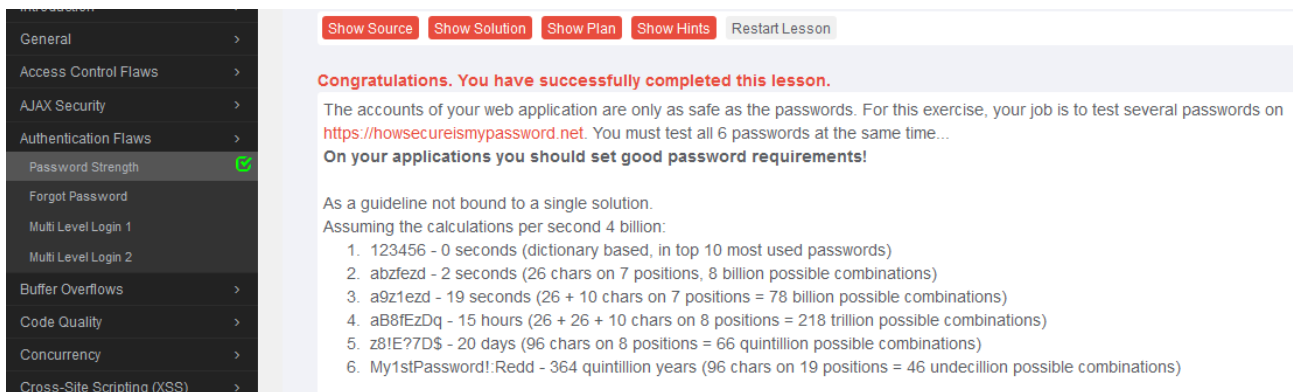 Show Source Show Solution Show Plan Show Hints Restart Lesson
General
Access Control Flaws
AJAX Security
Authentication Flaws
Password Strength
Forgot Password
Multi Level Login 1
Multi Level Login 2
Buffer Overflows
Code Quality
Concurrency
Cross-Site Scripting (XSS)
Congratulations. You have successfully completed this lesson.
The accounts of your web application are only as safe as the passwords. For this exercise, your job is to test several passwords on
https://howsecureismypassword.net. You must test all 6 passwords at the same time...
On your applications you should set good password requirements!
As a guideline not bound to a single solution.
Assuming the calculations per second 4 billion:
1. 123456 - 0 seconds (dictionary based, in top 10 most used passwords)
2. abzfezd - 2 seconds (26 chars on 7 positions, 8 billion possible combinations)
3. a9z1ezd - 19 seconds (26 + 10 chars on 7 positions = 78 billion possible combinations)
4. aB8fEzDq - 15 hours (26 + 26 + 10 chars on 8 positions = 218 trillion possible combinations)
5. z8!E?7D$ - 20 days (96 chars on 8 positions = 66 quintillion possible combinations)
6. My1stPassword!:Redd - 364 quintillion years (96 chars on 19 positions = 46 undecillion possible combinations)